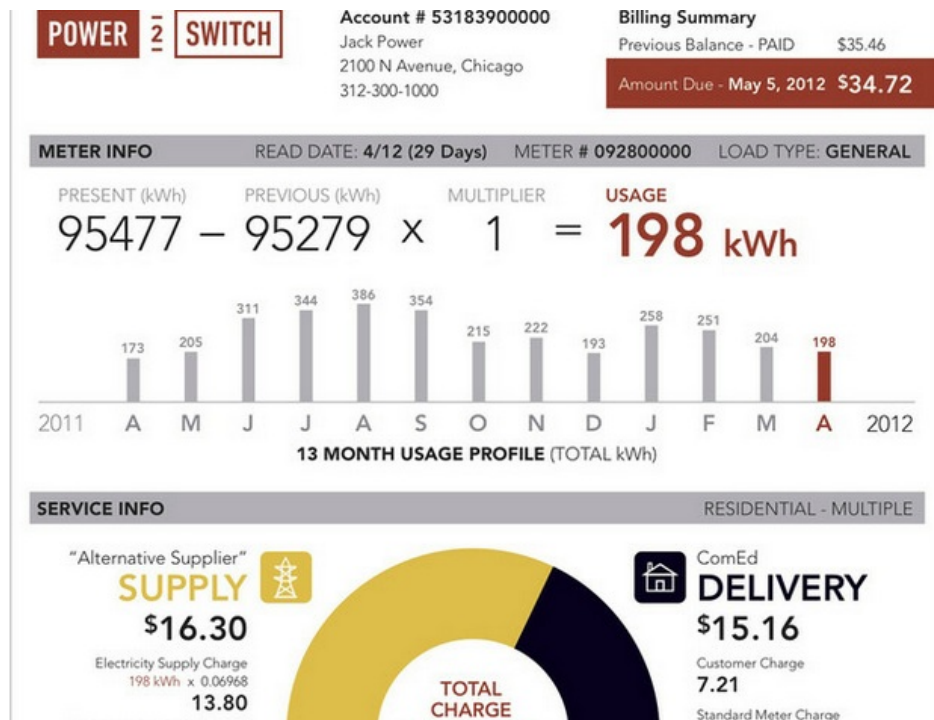 POWER 2 SWITCH
Account # 53183900000
Jack Power
2100 N Avenue, Chicago
312-300-1000
Billing Summary
Previous Balance - PAID $35.46
Amount Due - May 5, 2012 $34.72
METER INFO READ DATE: 4/12 (29 Days) METER # 092800000 LOAD TYPE: GENERAL
PRESENT (kWh) PREVIOUS (kWh) MULTIPLIER USAGE
95477 – 95279 x 1 = 198 kWh
173 205 311 344 386 354 215 222 193 258 251 204 198
2011 A M J J A S O N D J F M A 2012
13 MONTH USAGE PROFILE (TOTAL kWh)
SERVICE INFO RESIDENTIAL - MULTIPLE
"Alternative Supplier"
SUPPLY
$16.30
Electricity Supply Charge
198 kWh x 0.06968
13.80
TOTAL
CHARGE
ComEd
DELIVERY
$15.16
Customer Charge
7.21
Standard Meter Charge